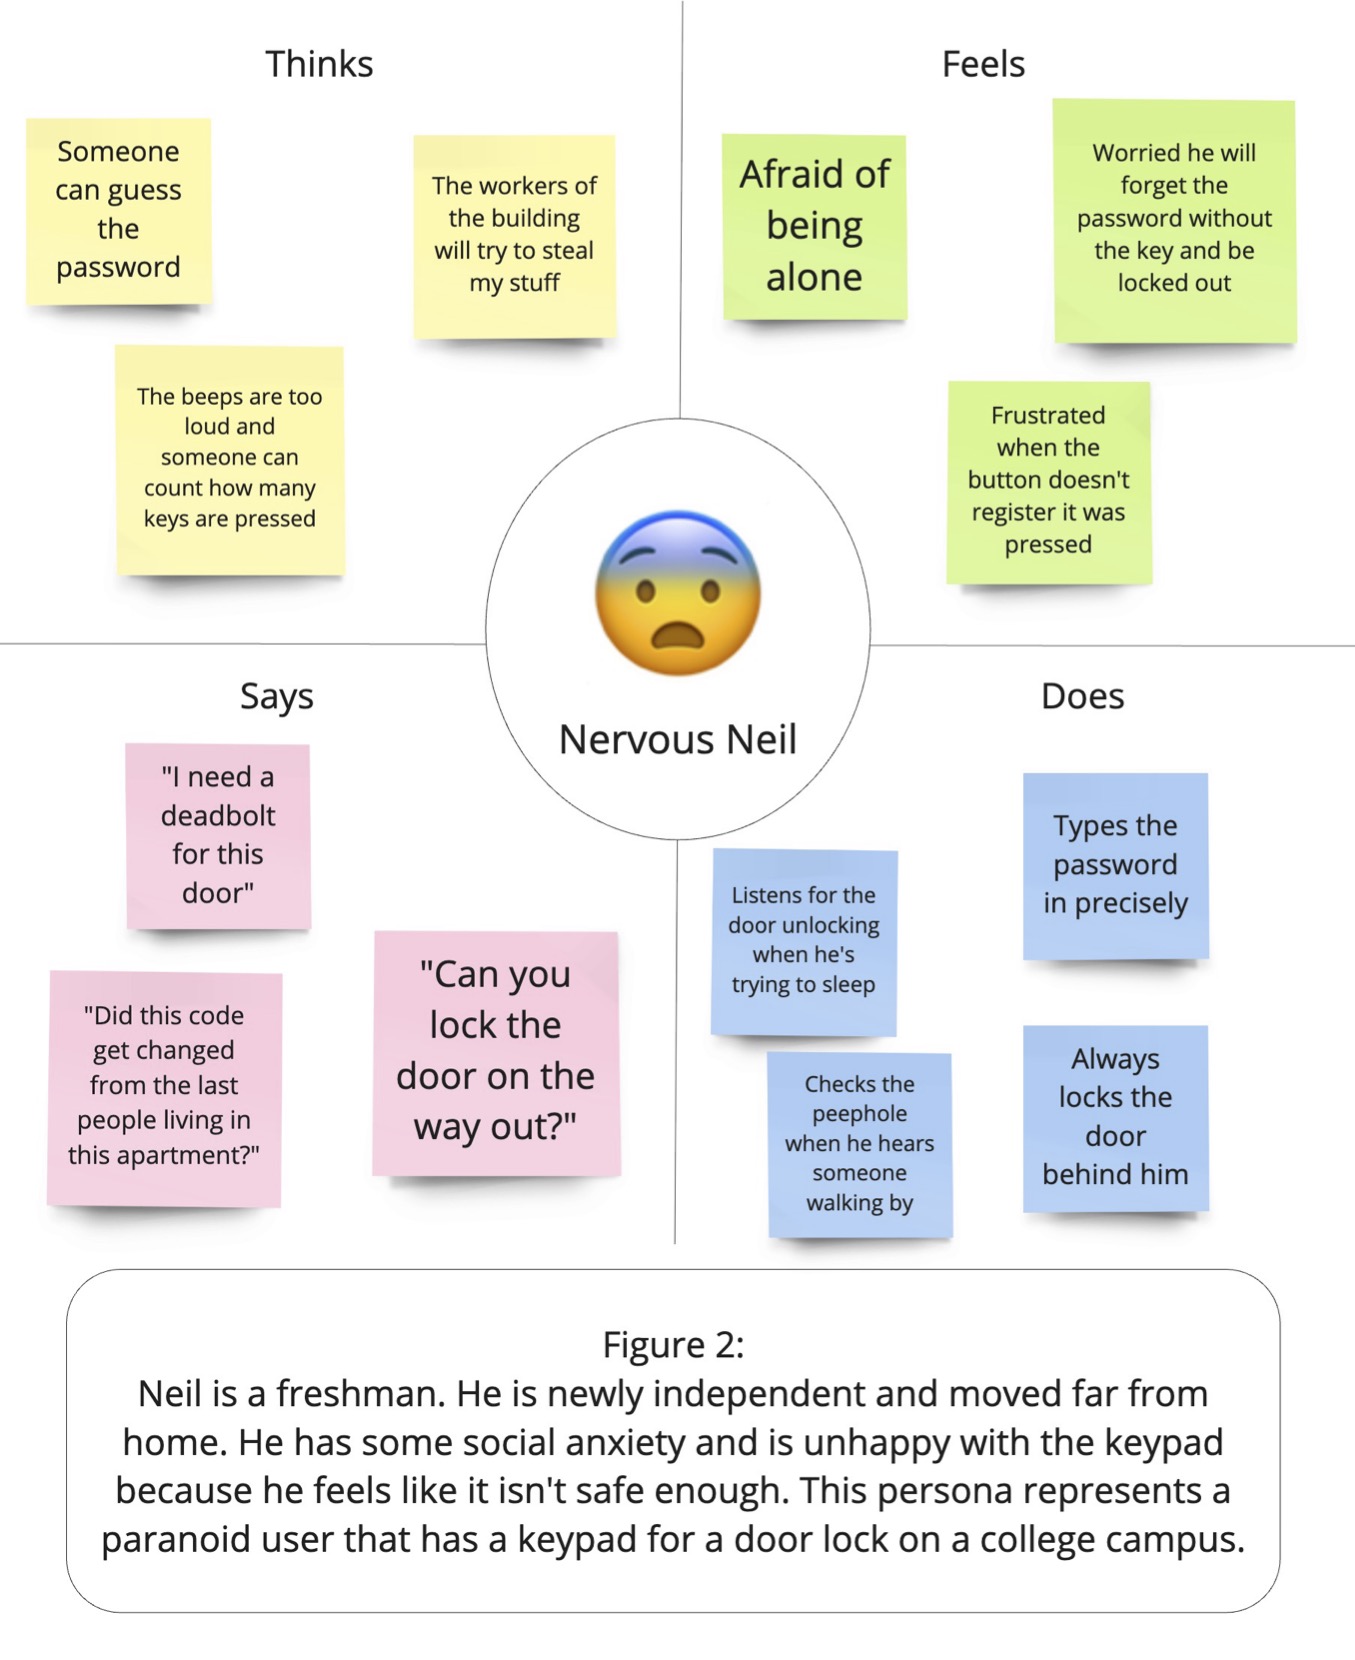 Thinks
Someone
can guess
the
password
The workers of
the building
will try to steal
my stuff
The beeps are too
loud and
someone can
count how many
keys are pressed
Feels
Afraid of
being
alone
Worried he will
forget the
password without
the key and be
locked out
Frustrated
when the
button doesn't
register it was
pressed
Nervous Neil
Says
"I need a
deadbolt
for this
door"
"Did this code
get changed
from the last
people living in
this apartment?"
"Can you
lock the
door on the
way out?"
Does
Types the
password
in precisely
Listens for the
door unlocking
when he's
trying to sleep
Checks the
peephole
when he hears
someone
walking by
Always
locks the
door
behind him
Figure 2:
Neil is a freshman. He is newly independent and moved far from
home. He has some social anxiety and is unhappy with the keypad
because he feels like it isn't safe enough. This persona represents a
paranoid user that has a keypad for a door lock on a college campus.